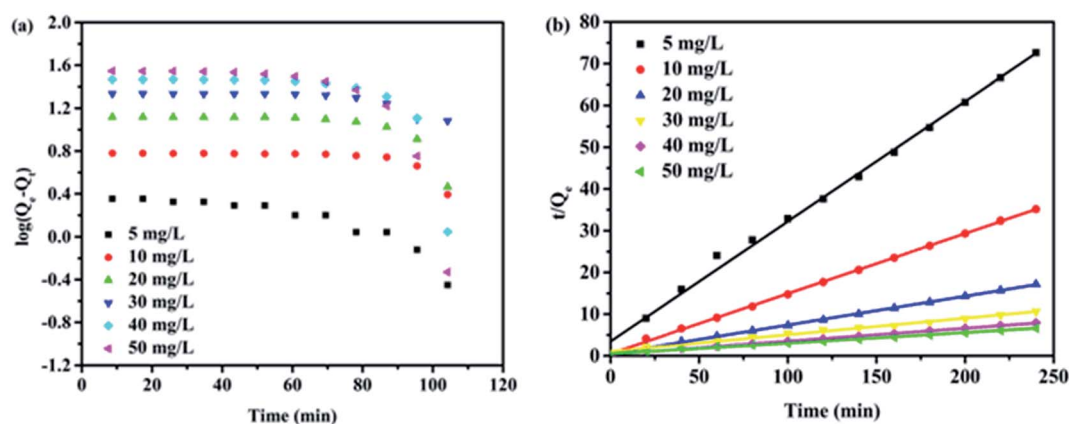 (a)
2.0
1.6
1.2
0.8
0.4
0.0
-0.4
-0.8
-1.2
log(Qe-Qt)
5 mg/L
10 mg/L
20 mg/L
30 mg/L
40 mg/L
50 mg/L
0 20 40 60 80 100 120
Time (min)
(b)
80
70
60
50
40
30
20
10
0
t/Qe
5 mg/L
10 mg/L
20 mg/L
30 mg/L
40 mg/L
50 mg/L
0 50 100 150 200 250
Time (min)